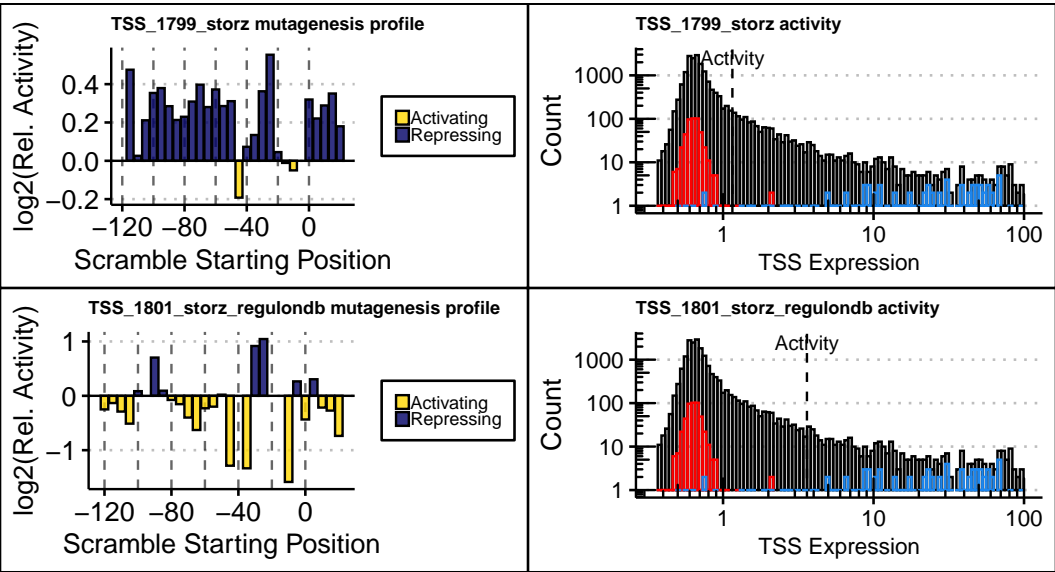 TSS_1799_storz mutagenesis profile
log2(Rel. Activity)
0.4
0.2
0.0
−0.2
−120 −80 −40 0
Scramble Starting Position
Activating
Repressing
TSS_1799_storz activity
Activity
Count
1000
100
10
1
1 10 100
TSS Expression
TSS_1801_storz_regulondb mutagenesis profile
log2(Rel. Activity)
1
0
−1
−120 −80 −40 0
Scramble Starting Position
Activating
Repressing
TSS_1801_storz_regulondb activity
Activity
Count
1000
100
10
1
1 10 100
TSS Expression